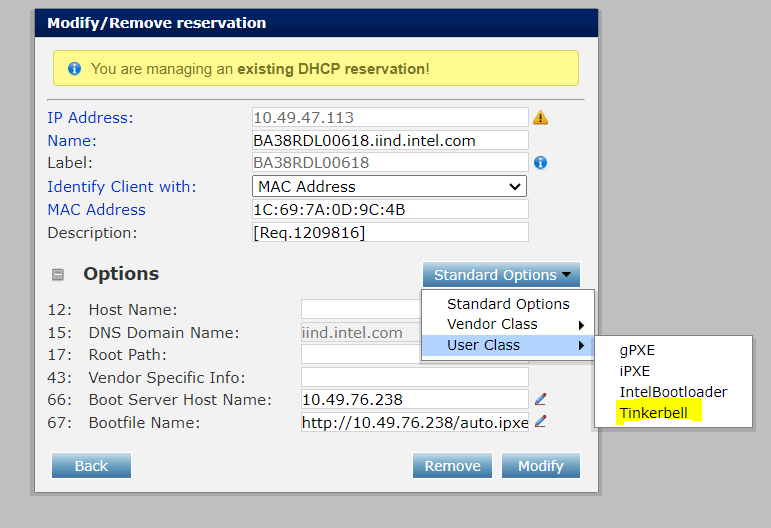 Modify/Remove reservation
You are managing an existing DHCP reservation!
IP Address: 10.49.47.113
Name: BA38RDL00618.iind.intel.com
Label: BA38RDL00618
Identify Client with: MAC Address
MAC Address 1C:69:7A:0D:9C:4B
Description: [Req.1209816]
Options Standard Options
Standard Options
Vendor Class
User Class
gPXE
iPXE
IntelBootloader
Tinkerbell
12: Host Name:
15: DNS Domain Name: iind.intel.com
17: Root Path:
43: Vendor Specific Info:
66: Boot Server Host Name: 10.49.76.238
67: Bootfile Name: http://10.49.76.238/auto.ipxe
Back Remove Modify